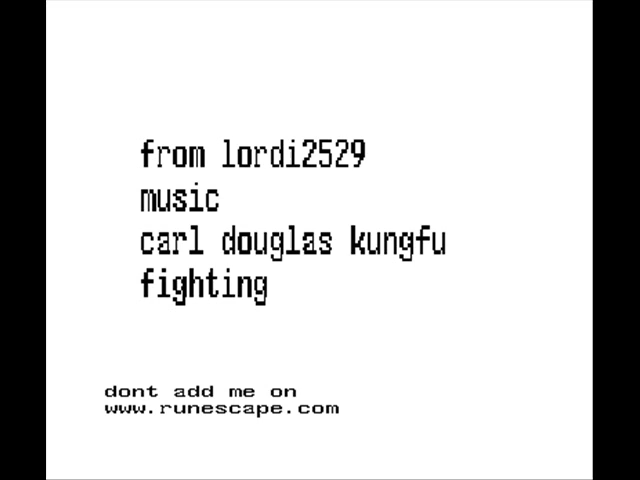 from lordi2529
music
carl douglas kungfu
fighting
dont add me on
www.runescape.com